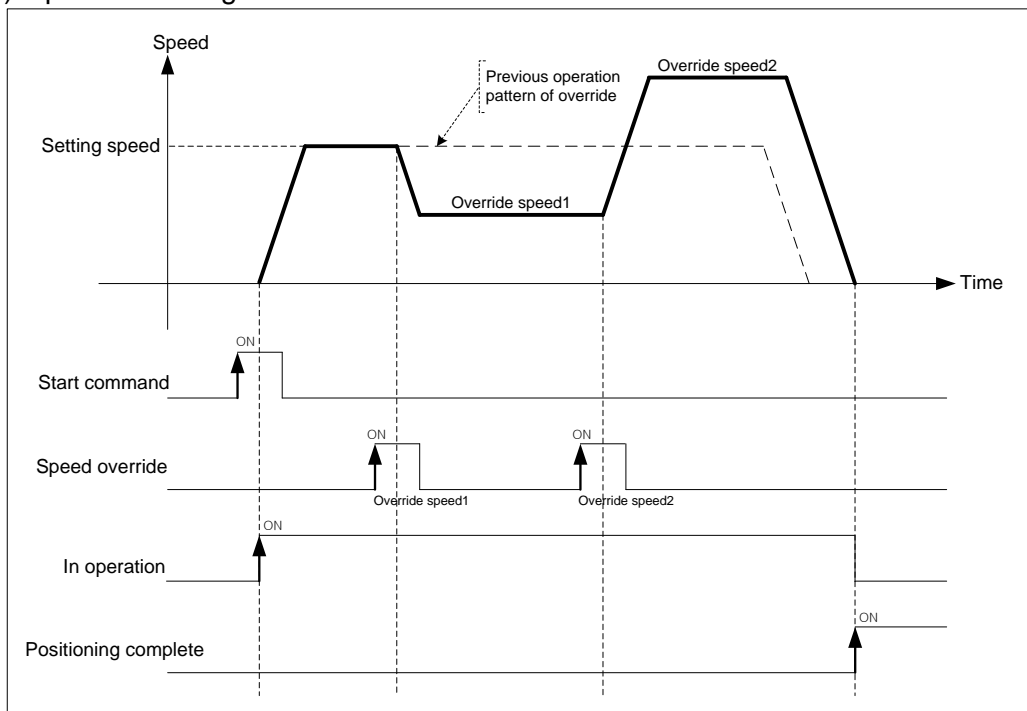 Speed
Override speed2
Previous operation
pattern of override
Setting speed
Override speed1
Time
ON
Start command
ON
ON
Speed override
Override speed1
Override speed2
ON
In operation
ON
Positioning complete